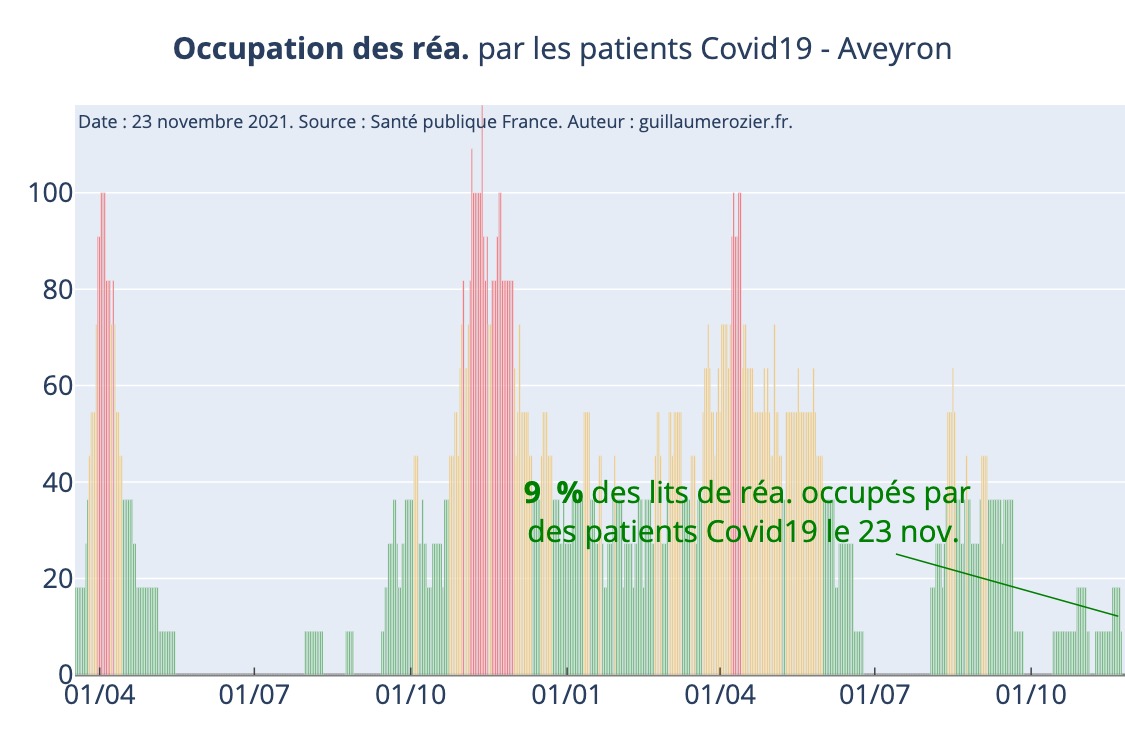 Occupation des réa. par les patients Covid19 - Aveyron
Date : 23 novembre 2021. Source : Santé publique France. Auteur : guillaumerozier.fr.
100
80
60
40
20
0
9 % des lits de réa. occupés par
des patients Covid19 le 23 nov.
01/04 01/07 01/10 01/01 01/04 01/07 01/10